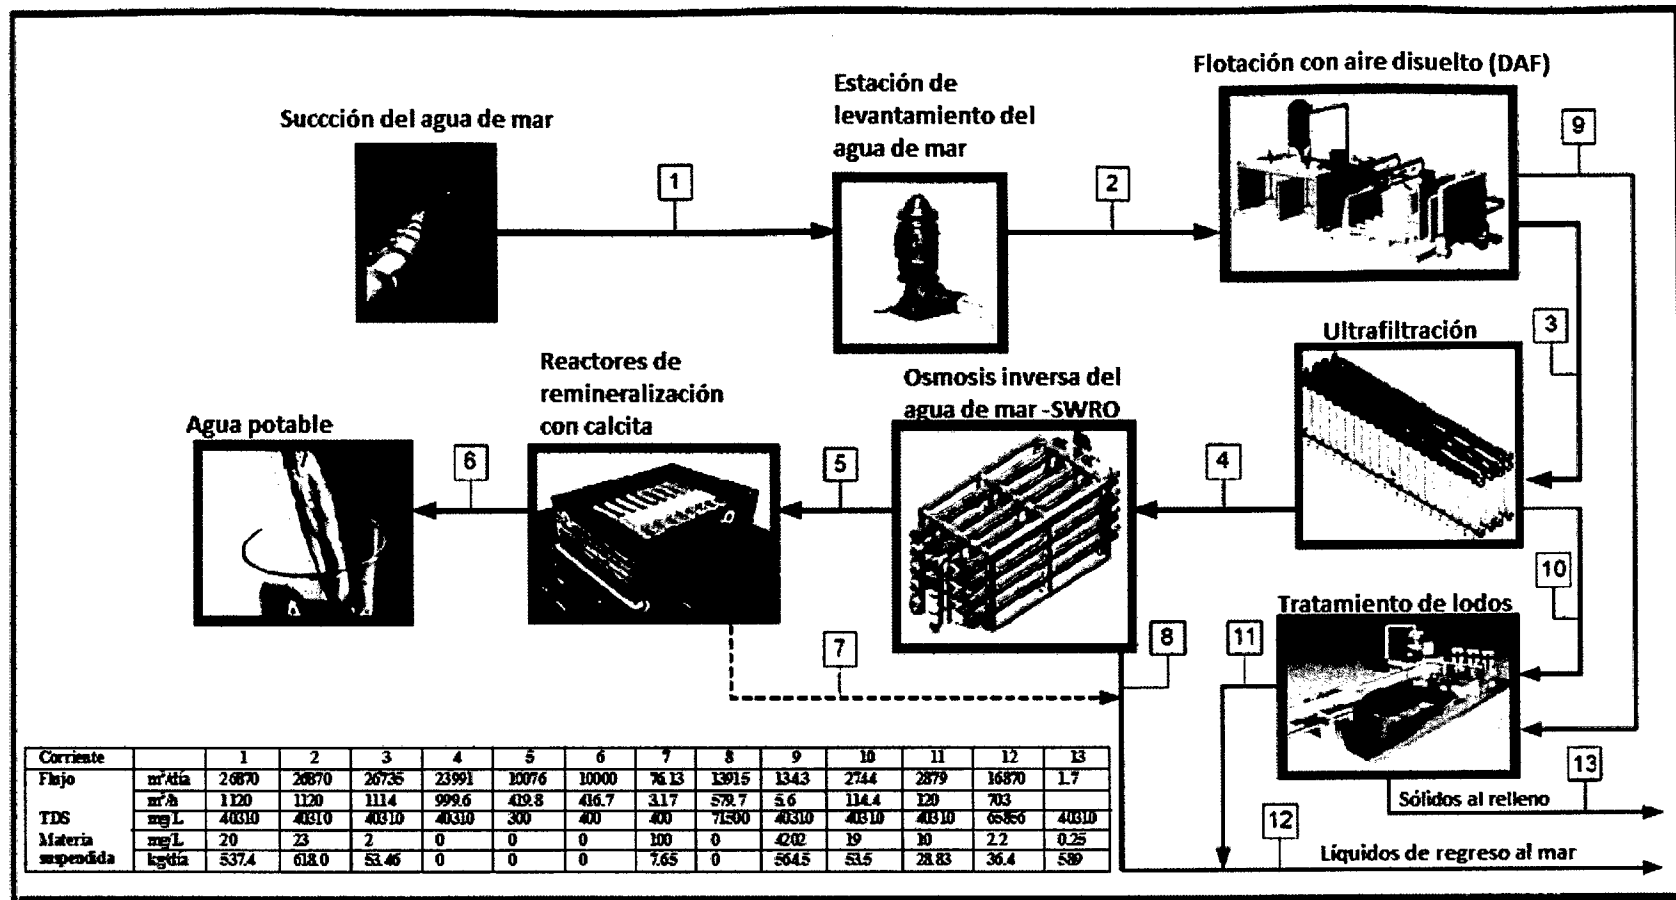 Flotación con aire disuelto (DAF)
Estación de
levantamiento del
agua de mar
Succción del agua de mar
9
1
2
3
Ultrafiltración
Reactores de
remineralización
con calcita
Osmosis inversa del
agua de mar -SWRO
Agua potable
6
5
4
10
Tratamiento de lodos
7
8
11
13
Sólidos al relleno
12
Líquidos de regreso al mar
Corriente 1 2 3 4 5 6 7 8 9 10 11 12 13
Flujo m³/día 26870 26870 26735 23991 10076 10000 76.13 13915 134.3 2744 2879 16870 1.7
m³/h 1120 1120 1114 999.6 419.8 416.7 3.17 579.7 5.6 114.4 120 703
TDS mg/L 40310 40310 40310 40310 300 400 400 71500 40310 40310 40310 65856 40310
Materia mg/L 20 23 2 0 0 0 100 0 4202 19 10 2.2 0.25
suspendida kg/día 537.4 618.0 53.46 0 0 0 7.65 0 564.5 53.5 28.83 36.4 589